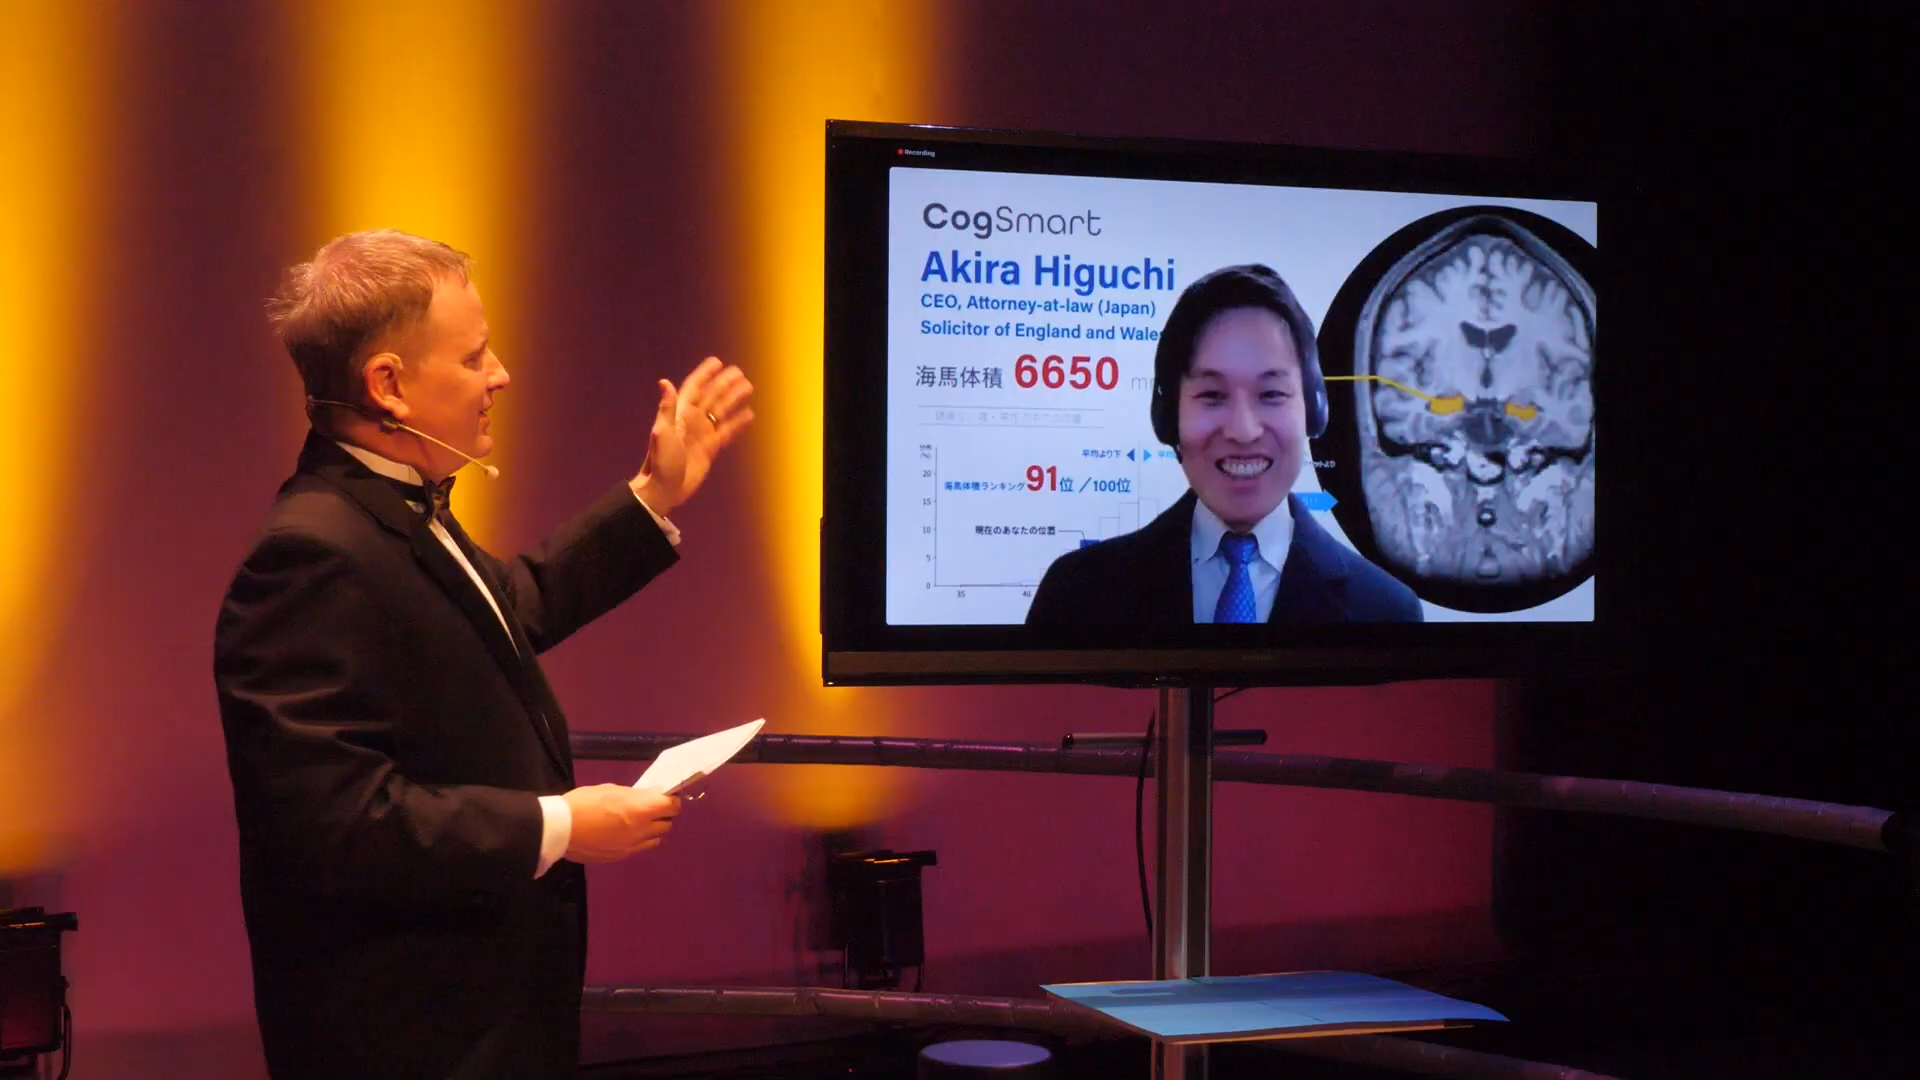 Recording
CogSmart
Akira Higuchi
CEO, Attorney-at-law (Japan)
Solicitor of England and Wales
海馬体積 6650
平均より下
海馬体積ランキング 91位 ／100位
現在のあなたの位置
20
15
10
5
0
35
40